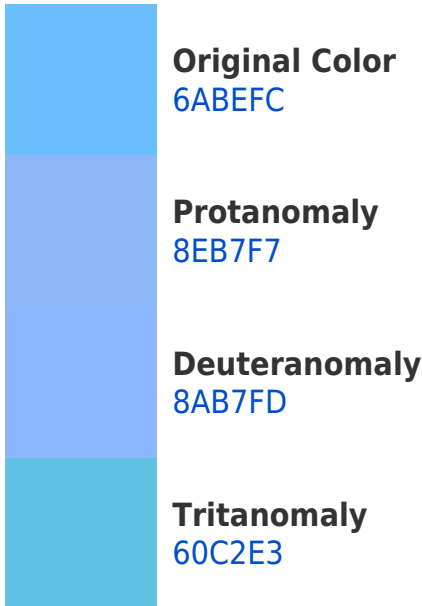 Original Color
6ABEFC
Protanomaly
8EB7F7
Deuteranomaly
8AB7FD
Tritanomaly
60C2E3